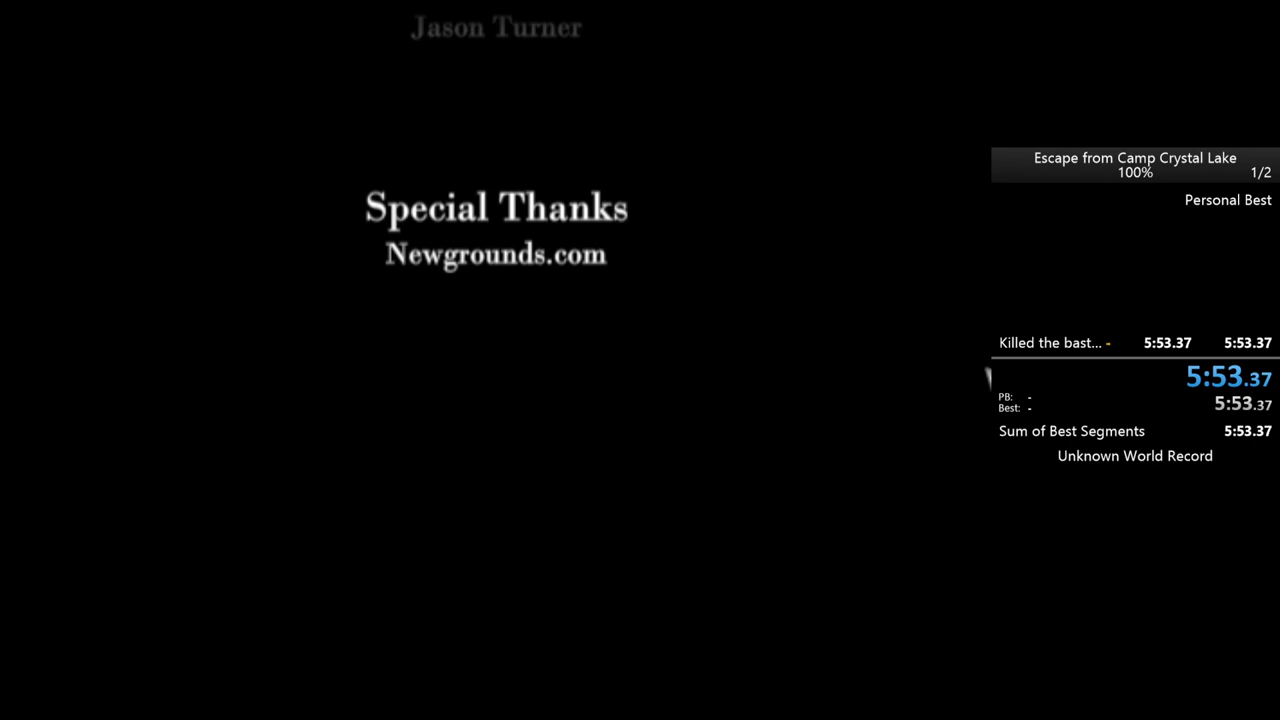 Jason Turner
Special Thanks
Newgrounds.com
Escape from Camp Crystal Lake
100% 1/2
Personal Best
Killed the bast... - 5:53.37 5:53.37
5:53.37
PB: -
Best: - 5:53.37
Sum of Best Segments 5:53.37
Unknown World Record